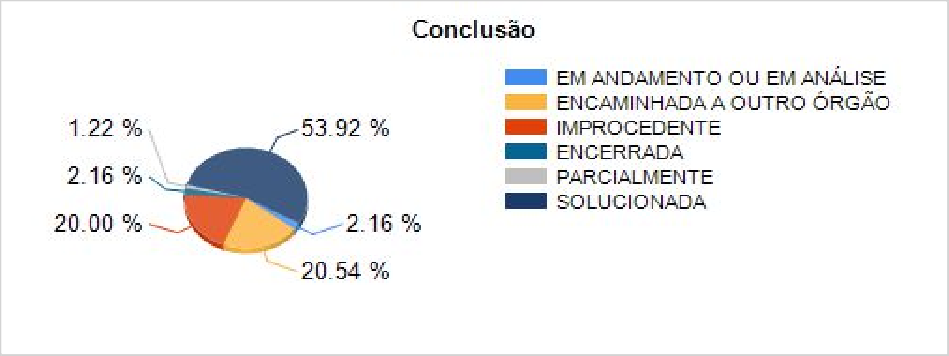 Conclusão
EM ANDAMENTO OU EM ANÁLISE
ENCAMINHADA A OUTRO ÓRGÃO
IMPROCEDENTE
ENCERRADA
PARCIALMENTE
SOLUCIONADA
1.22 %
53.92 %
2.16 %
20.00 %
2.16 %
20.54 %